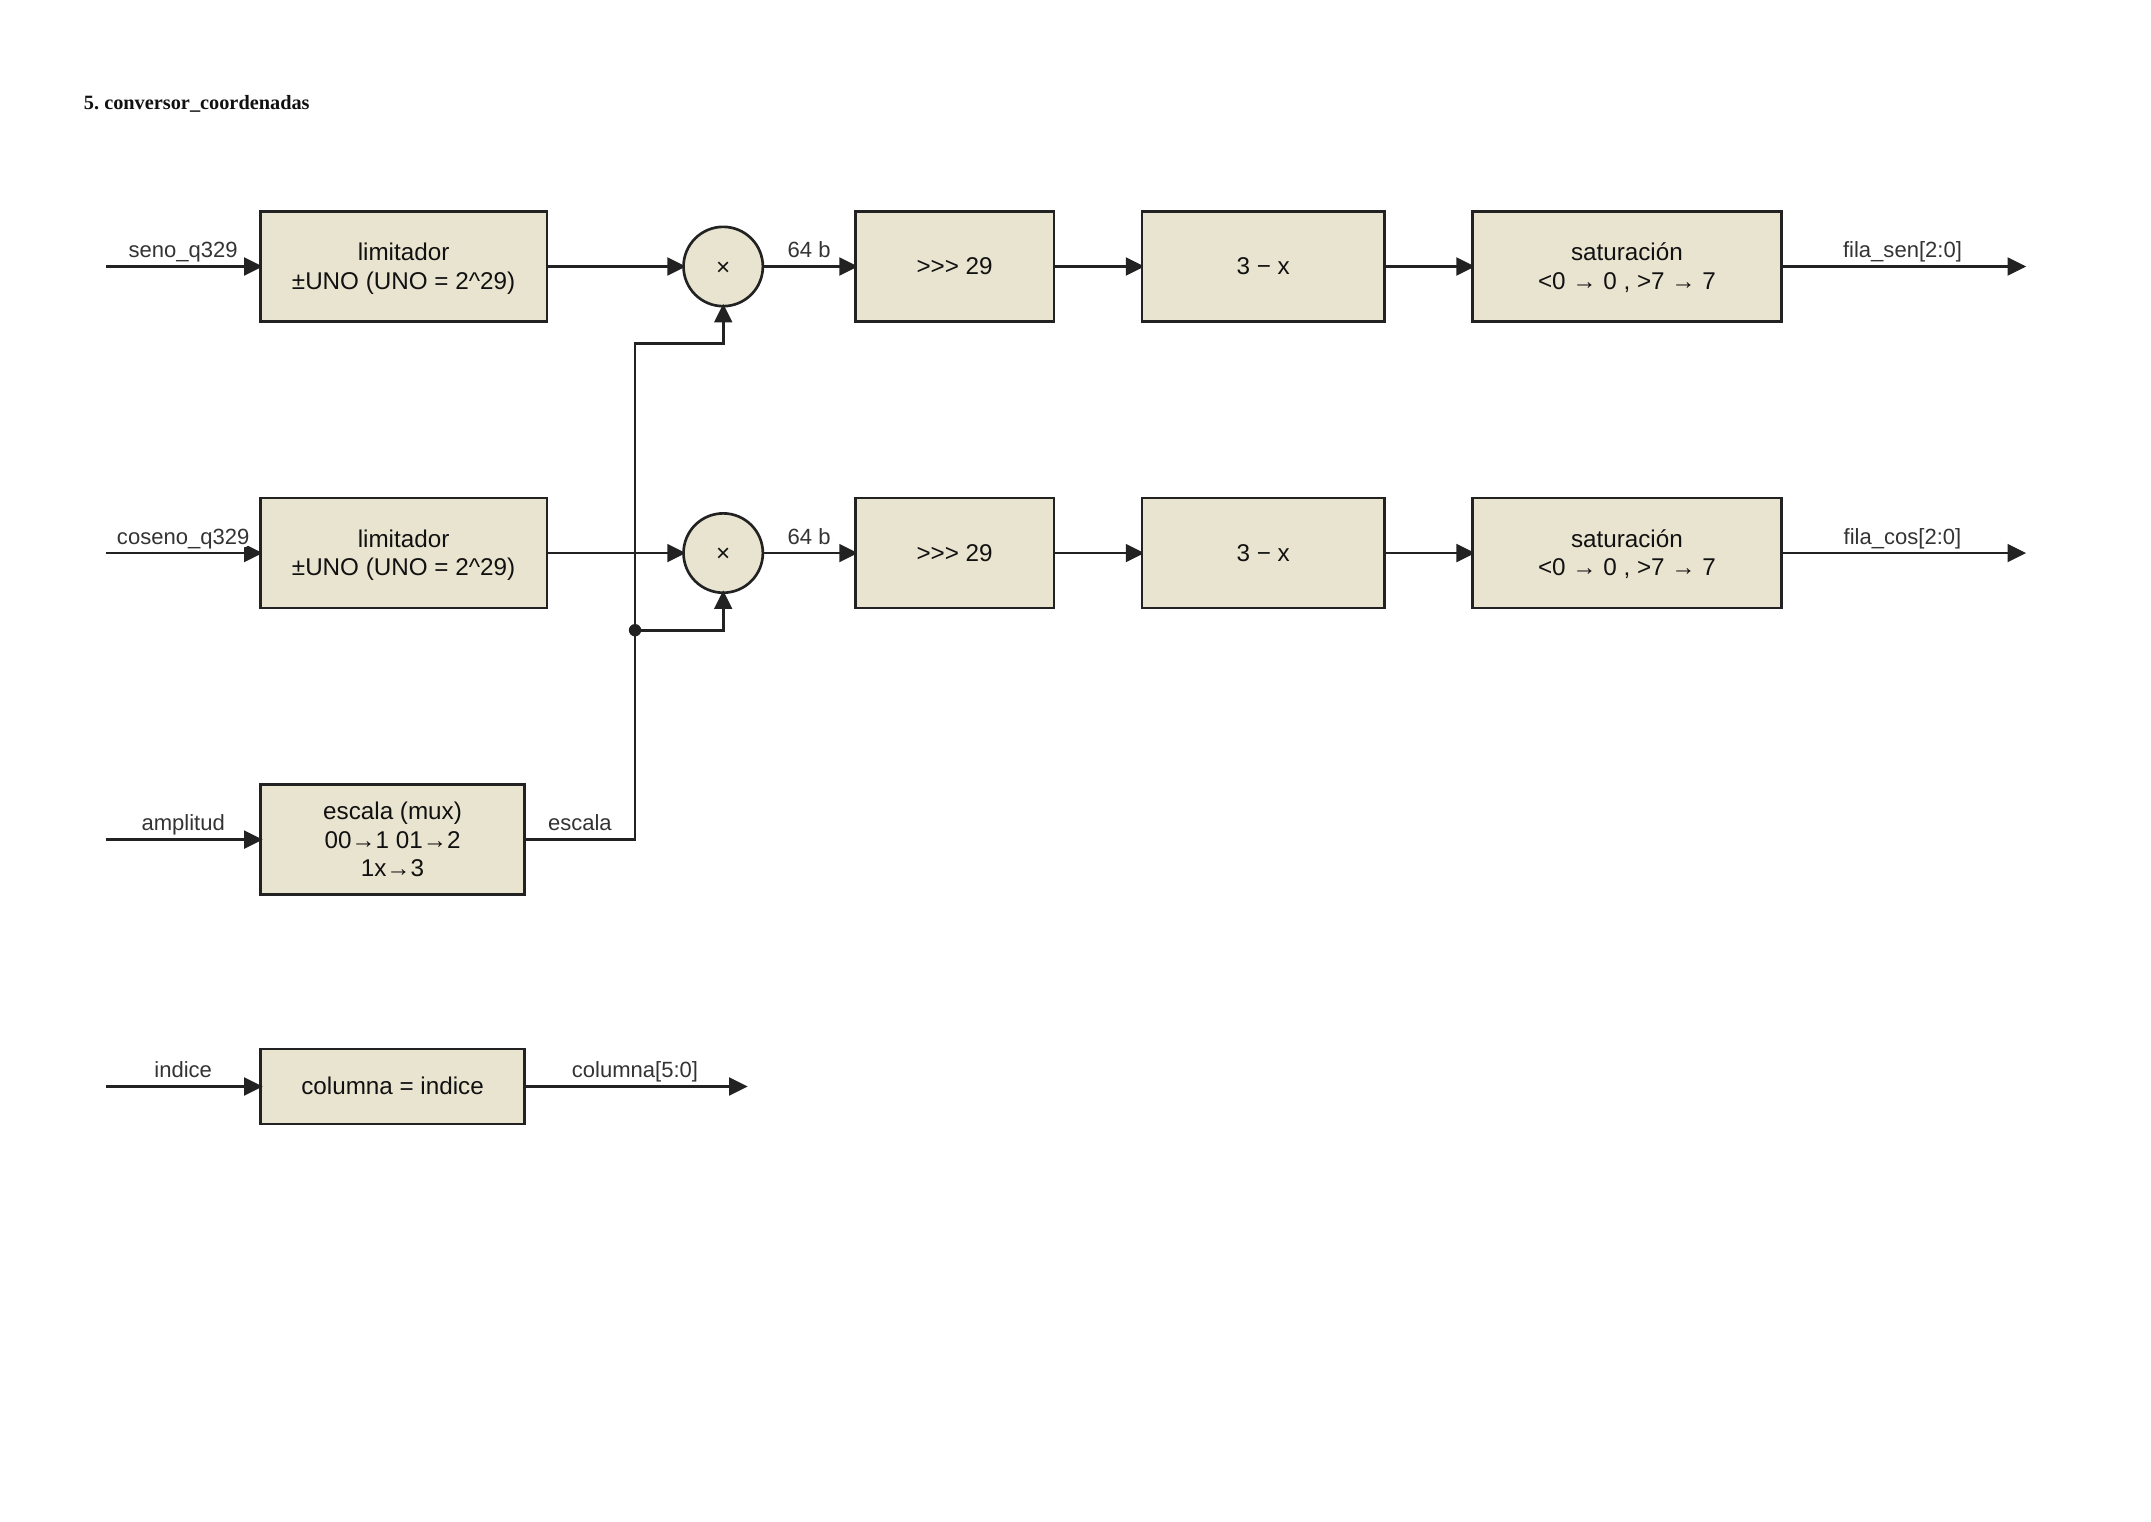 5. conversor_coordenadas
seno_q329
limitador
±UNO (UNO = 2^29)
×
64 b
>>> 29
3 − x
saturación
<0 → 0 , >7 → 7
fila_sen[2:0]
coseno_q329
limitador
±UNO (UNO = 2^29)
×
64 b
>>> 29
3 − x
saturación
<0 → 0 , >7 → 7
fila_cos[2:0]
amplitud
escala (mux)
00→1 01→2
1x→3
escala
indice
columna = indice
columna[5:0]